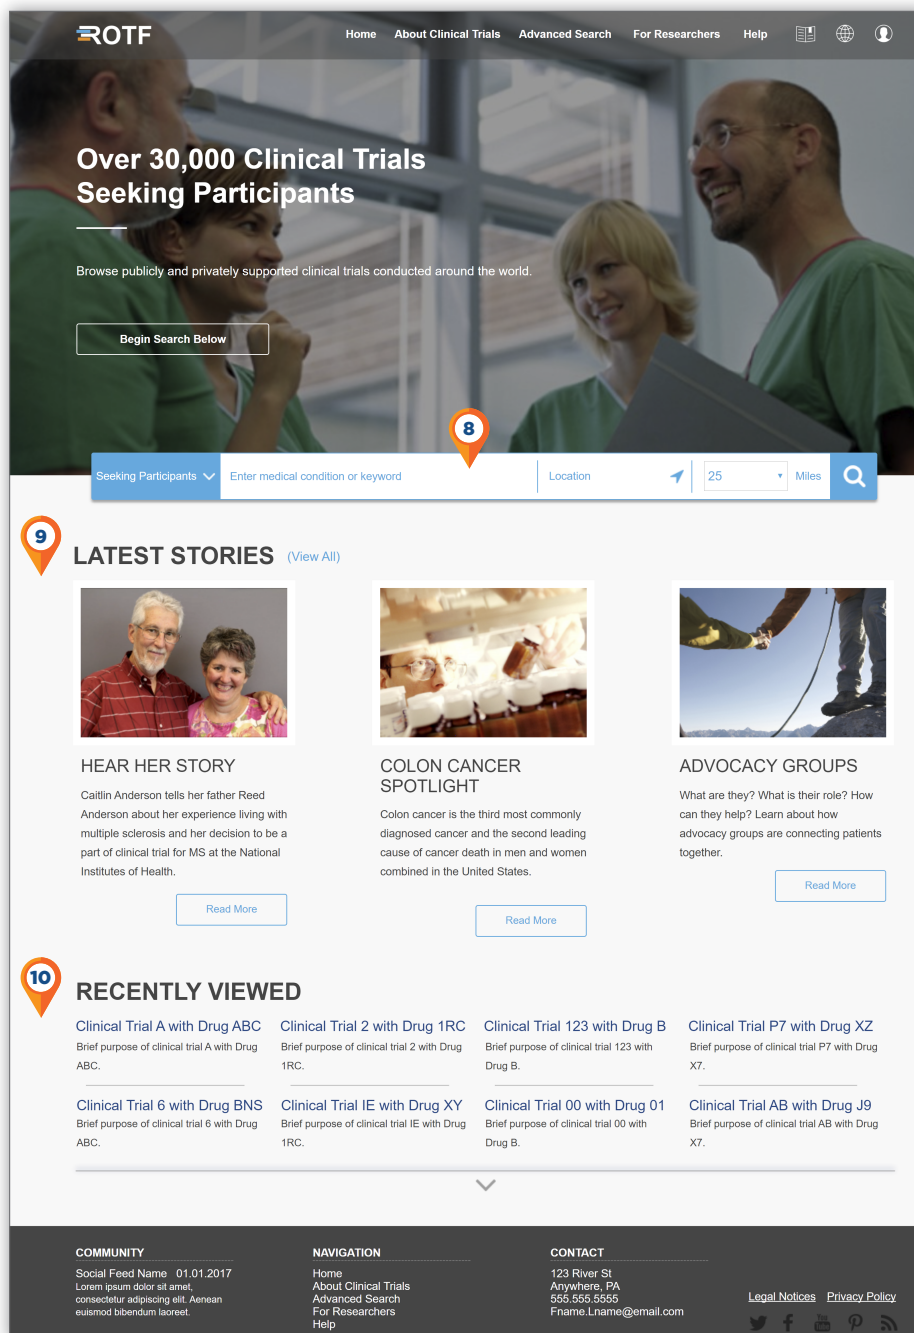 ROTF
Home About Clinical Trials Advanced Search For Researchers Help
Over 30,000 Clinical Trials
Seeking Participants
Browse publicly and privately supported clinical trials conducted around the world.
Begin Search Below
8
Seeking Participants Enter medical condition or keyword Location 25 Miles
9
LATEST STORIES (View All)
HEAR HER STORY
Caitlin Anderson tells her father Reed
Anderson about her experience living with
multiple sclerosis and her decision to be a
part of clinical trial for MS at the National
Institutes of Health.
Read More
COLON CANCER
SPOTLIGHT
Colon cancer is the third most commonly
diagnosed cancer and the second leading
cause of cancer death in men and women
combined in the United States.
Read More
ADVOCACY GROUPS
What are they? What is their role? How
can they help? Learn about how
advocacy groups are connecting patients
together.
Read More
10
RECENTLY VIEWED
Clinical Trial A with Drug ABC
Brief purpose of clinical trial A with Drug
ABC.
Clinical Trial 2 with Drug 1RC
Brief purpose of clinical trial 2 with Drug
1RC.
Clinical Trial 123 with Drug B
Brief purpose of clinical trial 123 with
Drug B.
Clinical Trial P7 with Drug XZ
Brief purpose of clinical trial P7 with Drug
X7.
Clinical Trial 6 with Drug BNS
Brief purpose of clinical trial 6 with Drug
ABC.
Clinical Trial IE with Drug XY
Brief purpose of clinical trial IE with Drug
1RC.
Clinical Trial 00 with Drug 01
Brief purpose of clinical trial 00 with
Drug B.
Clinical Trial AB with Drug J9
Brief purpose of clinical trial AB with Drug
X7.
COMMUNITY
Social Feed Name 01.01.2017
Lorem ipsum dolor sit amet,
consectetur adipiscing elit. Aenean
euismod bibendum laoreet.
NAVIGATION
Home
About Clinical Trials
Advanced Search
For Researchers
Help
CONTACT
123 River St
Anywhere, PA
555.555.5555
Fname.Lname@email.com
Legal Notices Privacy Policy
You
Tube